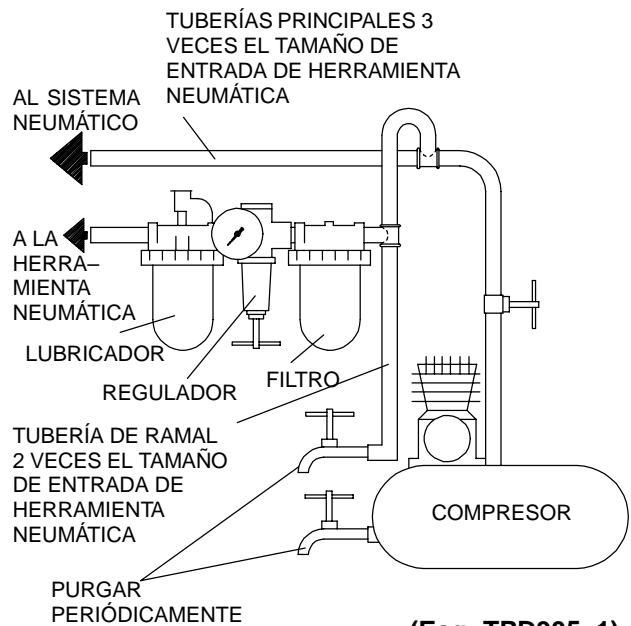 TUBERÍAS PRINCIPALES 3
VECES EL TAMAÑO DE
ENTRADA DE HERRAMIENTA
NEUMÁTICA
AL SISTEMA
NEUMÁTICO
A LA
HERRA–
MIENTA
NEUMÁTICA
LUBRICADOR
REGULADOR
FILTRO
TUBERÍA DE RAMAL
2 VECES EL TAMAÑO
DE ENTRADA DE
HERRAMIENTA
NEUMÁTICA
COMPRESOR
PURGAR
PERIÓDICAMENTE